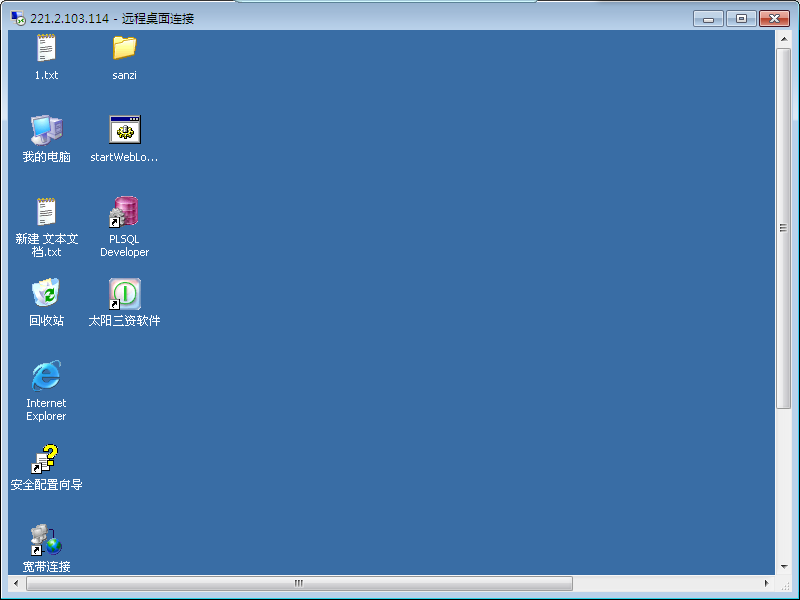 221.2.103.114 - 远程桌面连接
1.txt
sanzi
我的电脑
startWebLo...
新建 文本文
档.txt
PLSQL
Developer
回收站
太阳三资软件
Internet
Explorer
安全配置向导
宽带连接